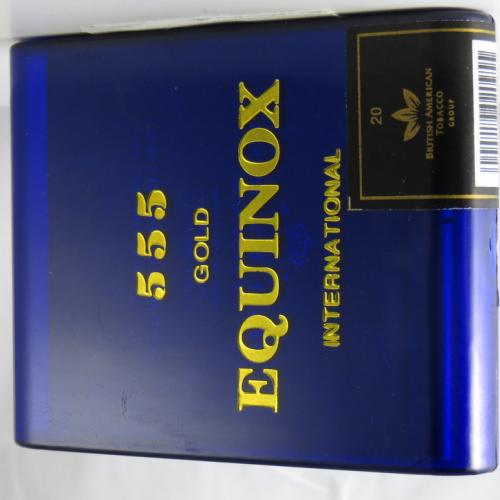 555
GOLD
EQUINOX
INTERNATIONAL
20
BRITISH AMERICAN
TOBACCO
GROUP